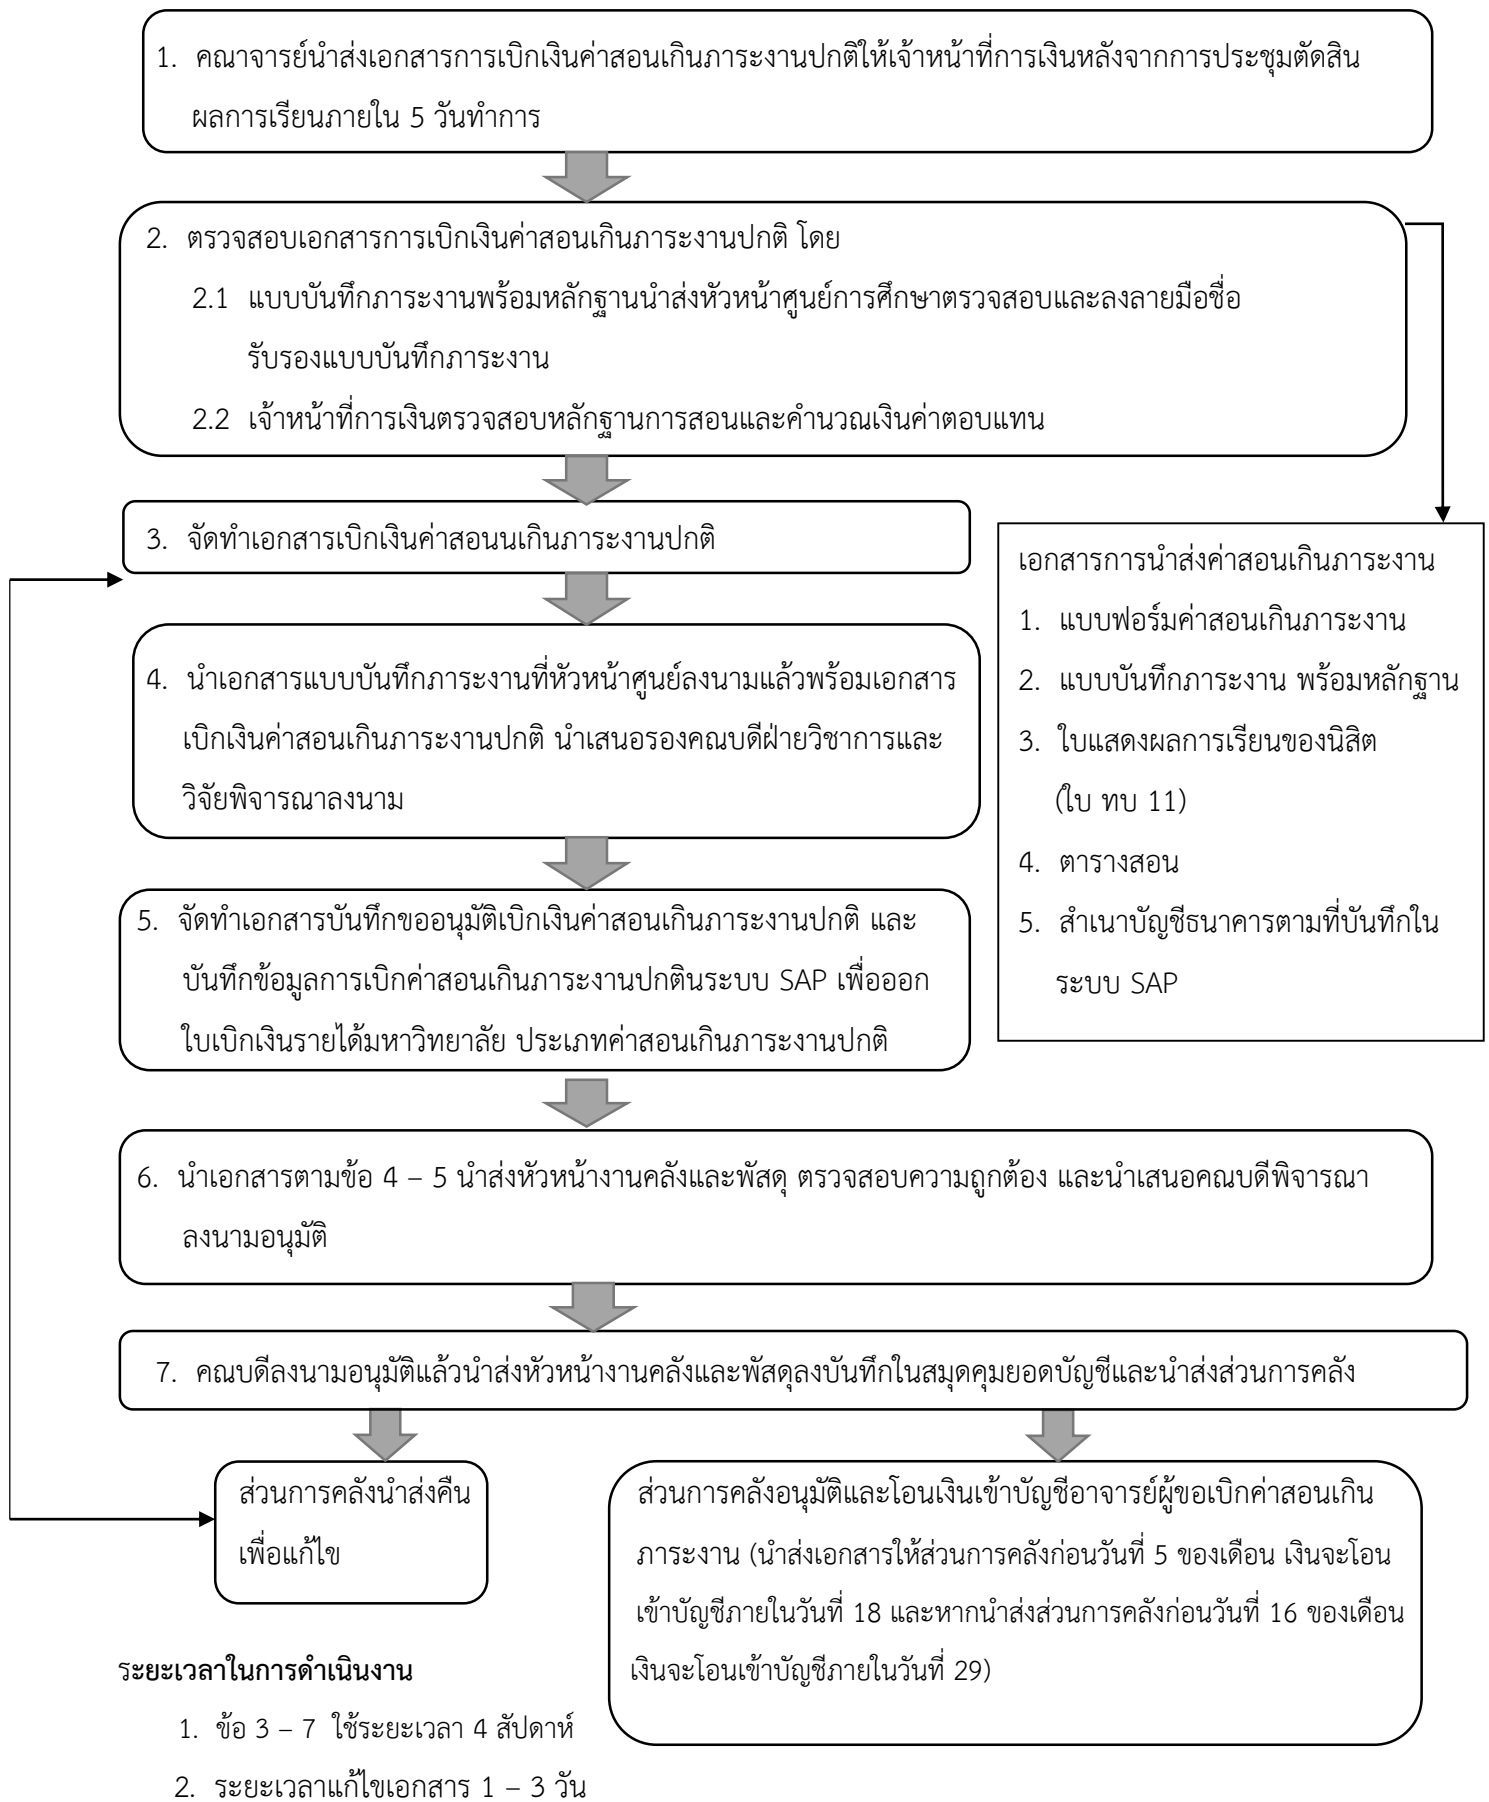 1. คณาจารย์นำส่งเอกสารการเบิกเงินค่าสอนเกินภาระงานปกติให้เจ้าหน้าที่การเงินหลังจากการประชุมตัดสิน
ผลการเรียนภายใน 5 วันทำการ
2. ตรวจสอบเอกสารการเบิกเงินค่าสอนเกินภาระงานปกติ โดย
2.1 แบบบันทึกภาระงานพร้อมหลักฐานนำส่งหัวหน้าศูนย์การศึกษาตรวจสอบและลงลายมือชื่อ
รับรองแบบบันทึกภาระงาน
2.2 เจ้าหน้าที่การเงินตรวจสอบหลักฐานการสอนและคำนวณเงินค่าตอบแทน
3. จัดทำเอกสารเบิกเงินค่าสอนนเกินภาระงานปกติ
4. นำเอกสารแบบบันทึกภาระงานที่หัวหน้าศูนย์ลงนามแล้วพร้อมเอกสาร
เบิกเงินค่าสอนเกินภาระงานปกติ นำเสนอรองคณบดีฝ่ายวิชาการและ
วิจัยพิจารณาลงนาม
5. จัดทำเอกสารบันทึกขออนุมัติเบิกเงินค่าสอนเกินภาระงานปกติ และ
บันทึกข้อมูลการเบิกค่าสอนเกินภาระงานปกตินระบบ SAP เพื่อออก
ใบเบิกเงินรายได้มหาวิทยาลัย ประเภทค่าสอนเกินภาระงานปกติ
เอกสารการนำส่งค่าสอนเกินภาระงาน
1. แบบฟอร์มค่าสอนเกินภาระงาน
2. แบบบันทึกภาระงาน พร้อมหลักฐาน
3. ใบแสดงผลการเรียนของนิสิต
(ใบ ทบ 11)
4. ตารางสอน
5. สำเนาบัญชีธนาคารตามที่บันทึกใน
ระบบ SAP
6. นำเอกสารตามข้อ 4 – 5 นำส่งหัวหน้างานคลังและพัสดุ ตรวจสอบความถูกต้อง และนำเสนอคณบดีพิจารณา
ลงนามอนุมัติ
7. คณบดีลงนามอนุมัติแล้วนำส่งหัวหน้างานคลังและพัสดุลงบันทึกในสมุดคุมยอดบัญชีและนำส่งส่วนการคลัง
ส่วนการคลังนำส่งคืน
เพื่อแก้ไข
ส่วนการคลังอนุมัติและโอนเงินเข้าบัญชีอาจารย์ผู้ขอเบิกค่าสอนเกิน
ภาระงาน (นำส่งเอกสารให้ส่วนการคลังก่อนวันที่ 5 ของเดือน เงินจะโอน
เข้าบัญชีภายในวันที่ 18 และหากนำส่งส่วนการคลังก่อนวันที่ 16 ของเดือน
เงินจะโอนเข้าบัญชีภายในวันที่ 29)
ระยะเวลาในการดำเนินงาน
1. ข้อ 3 – 7 ใช้ระยะเวลา 4 สัปดาห์
2. ระยะเวลาแก้ไขเอกสาร 1 – 3 วัน